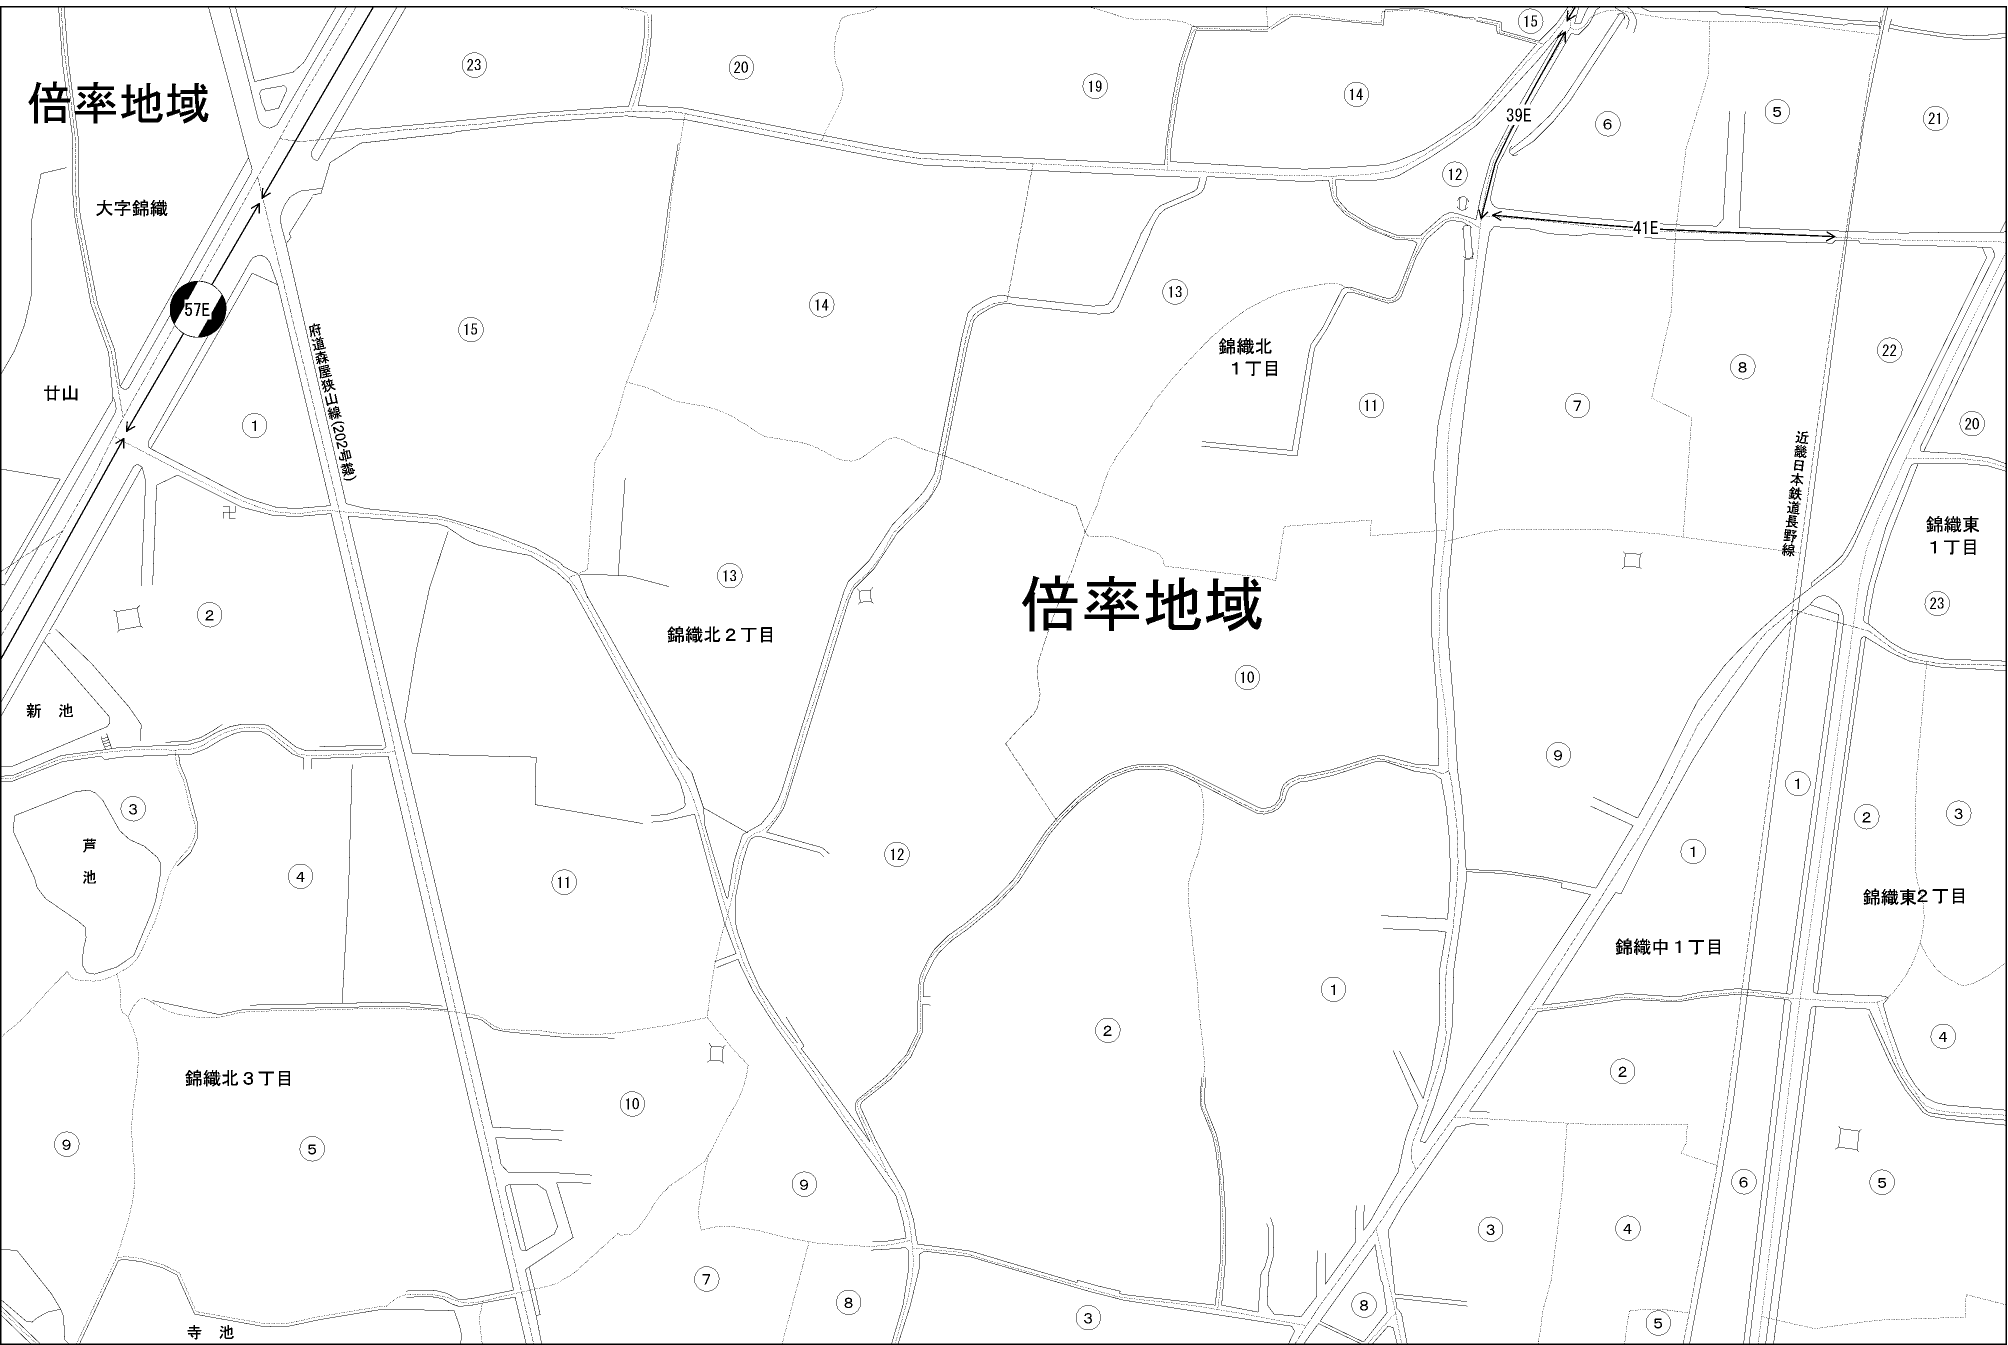 ⑮
㉓
⑳
⑲
⑭
倍率地域
39E
⑥
⑤
㉑
⑫
大字錦織
41E
⑬
57E
⑭
⑮
府道森屋狭山線(202号線)
錦織北
１丁目
㉒
⑧
廿山
①
⑪
⑦
⑳
近畿日本鉄道長野線
卍
錦織東
１丁目
⑬
倍率地域
㉓
②
錦織北２丁目
⑩
新　池
⑨
①
③
②
③
芦
池
⑫
①
④
⑪
錦織東２丁目
錦織中１丁目
①
②
④
錦織北３丁目
②
⑩
⑨
⑤
⑨
⑥
⑤
③
④
⑦
⑧
⑧
③
⑤
寺　池